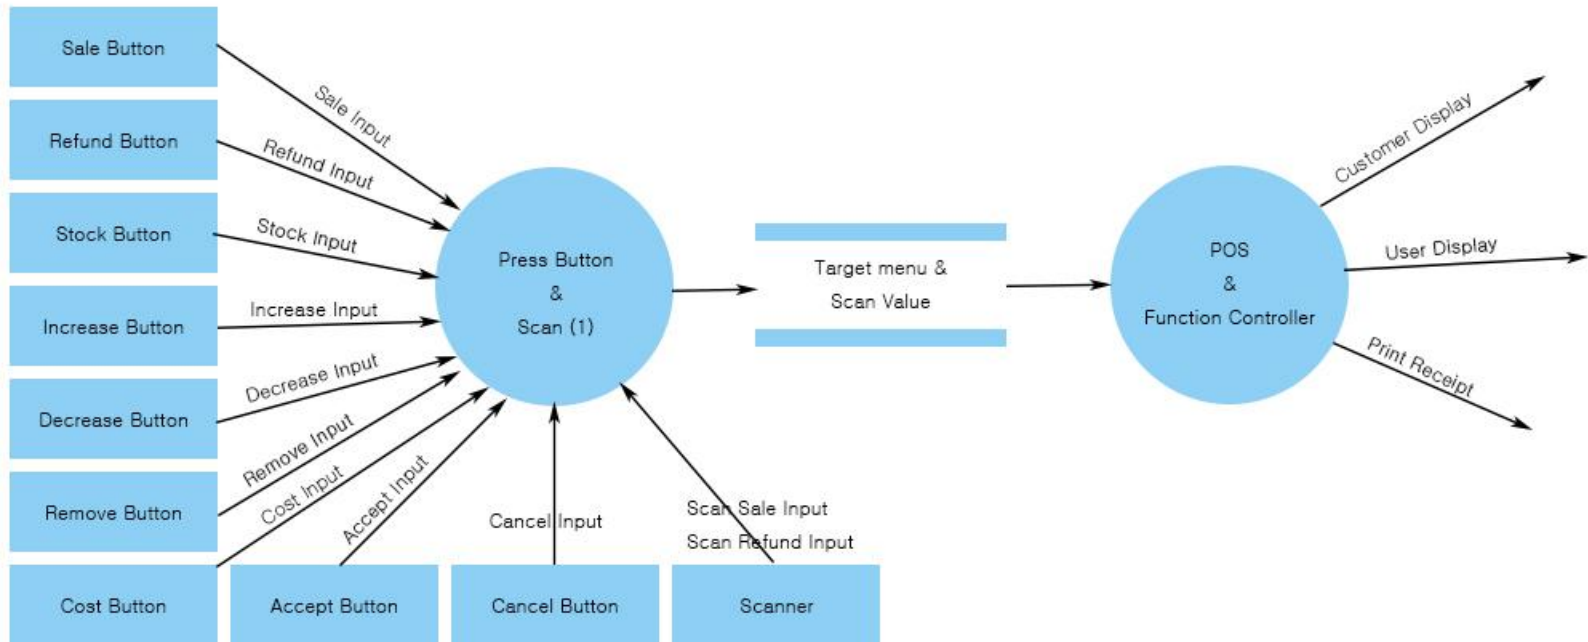 Sale Button
Refund Button
Stock Button
Increase Button
Decrease Button
Remove Button
Cost Button
Accept Button
Cancel Button
Scanner
Sale Input
Refund Input
Stock Input
Increase Input
Decrease Input
Remove Input
Cost Input
Accept Input
Cancel Input
Scan Sale Input
Scan Refund Input
Press Button
&
Scan (1)
Target menu &
Scan Value
POS
&
Function Controller
Customer Display
User Display
Print Receipt